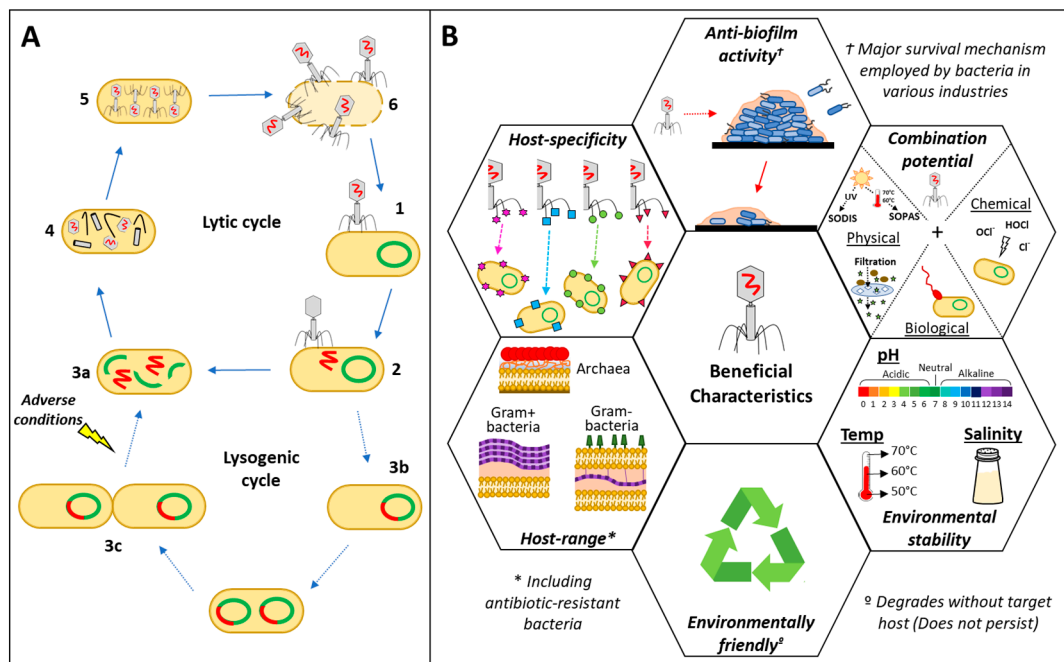 A
5
6
Lytic cycle
1
4
2
3a
Adverse
conditions
Lysogenic
cycle
3b
3c
B
Anti-biofilm
activity†
† Major survival mechanism
employed by bacteria in
various industries
Host-specificity
Combination
potential
UV
70°C
60°C
SODIS
SOPAS
Physical
Filtration
+
Chemical
OCl⁻
HOCl
Cl⁻
Biological
Beneficial
Characteristics
Archaea
Gram+
bacteria
Gram-
bacteria
Host-range*
* Including
antibiotic-resistant
bacteria
pH
Acidic
Neutral
Alkaline
0 1 2 3 4 5 6 7 8 9 10 11 12 13 14
Temp
70°C
60°C
50°C
Salinity
Environmental
stability
Environmentally
friendlyº
º Degrades without target
host (Does not persist)